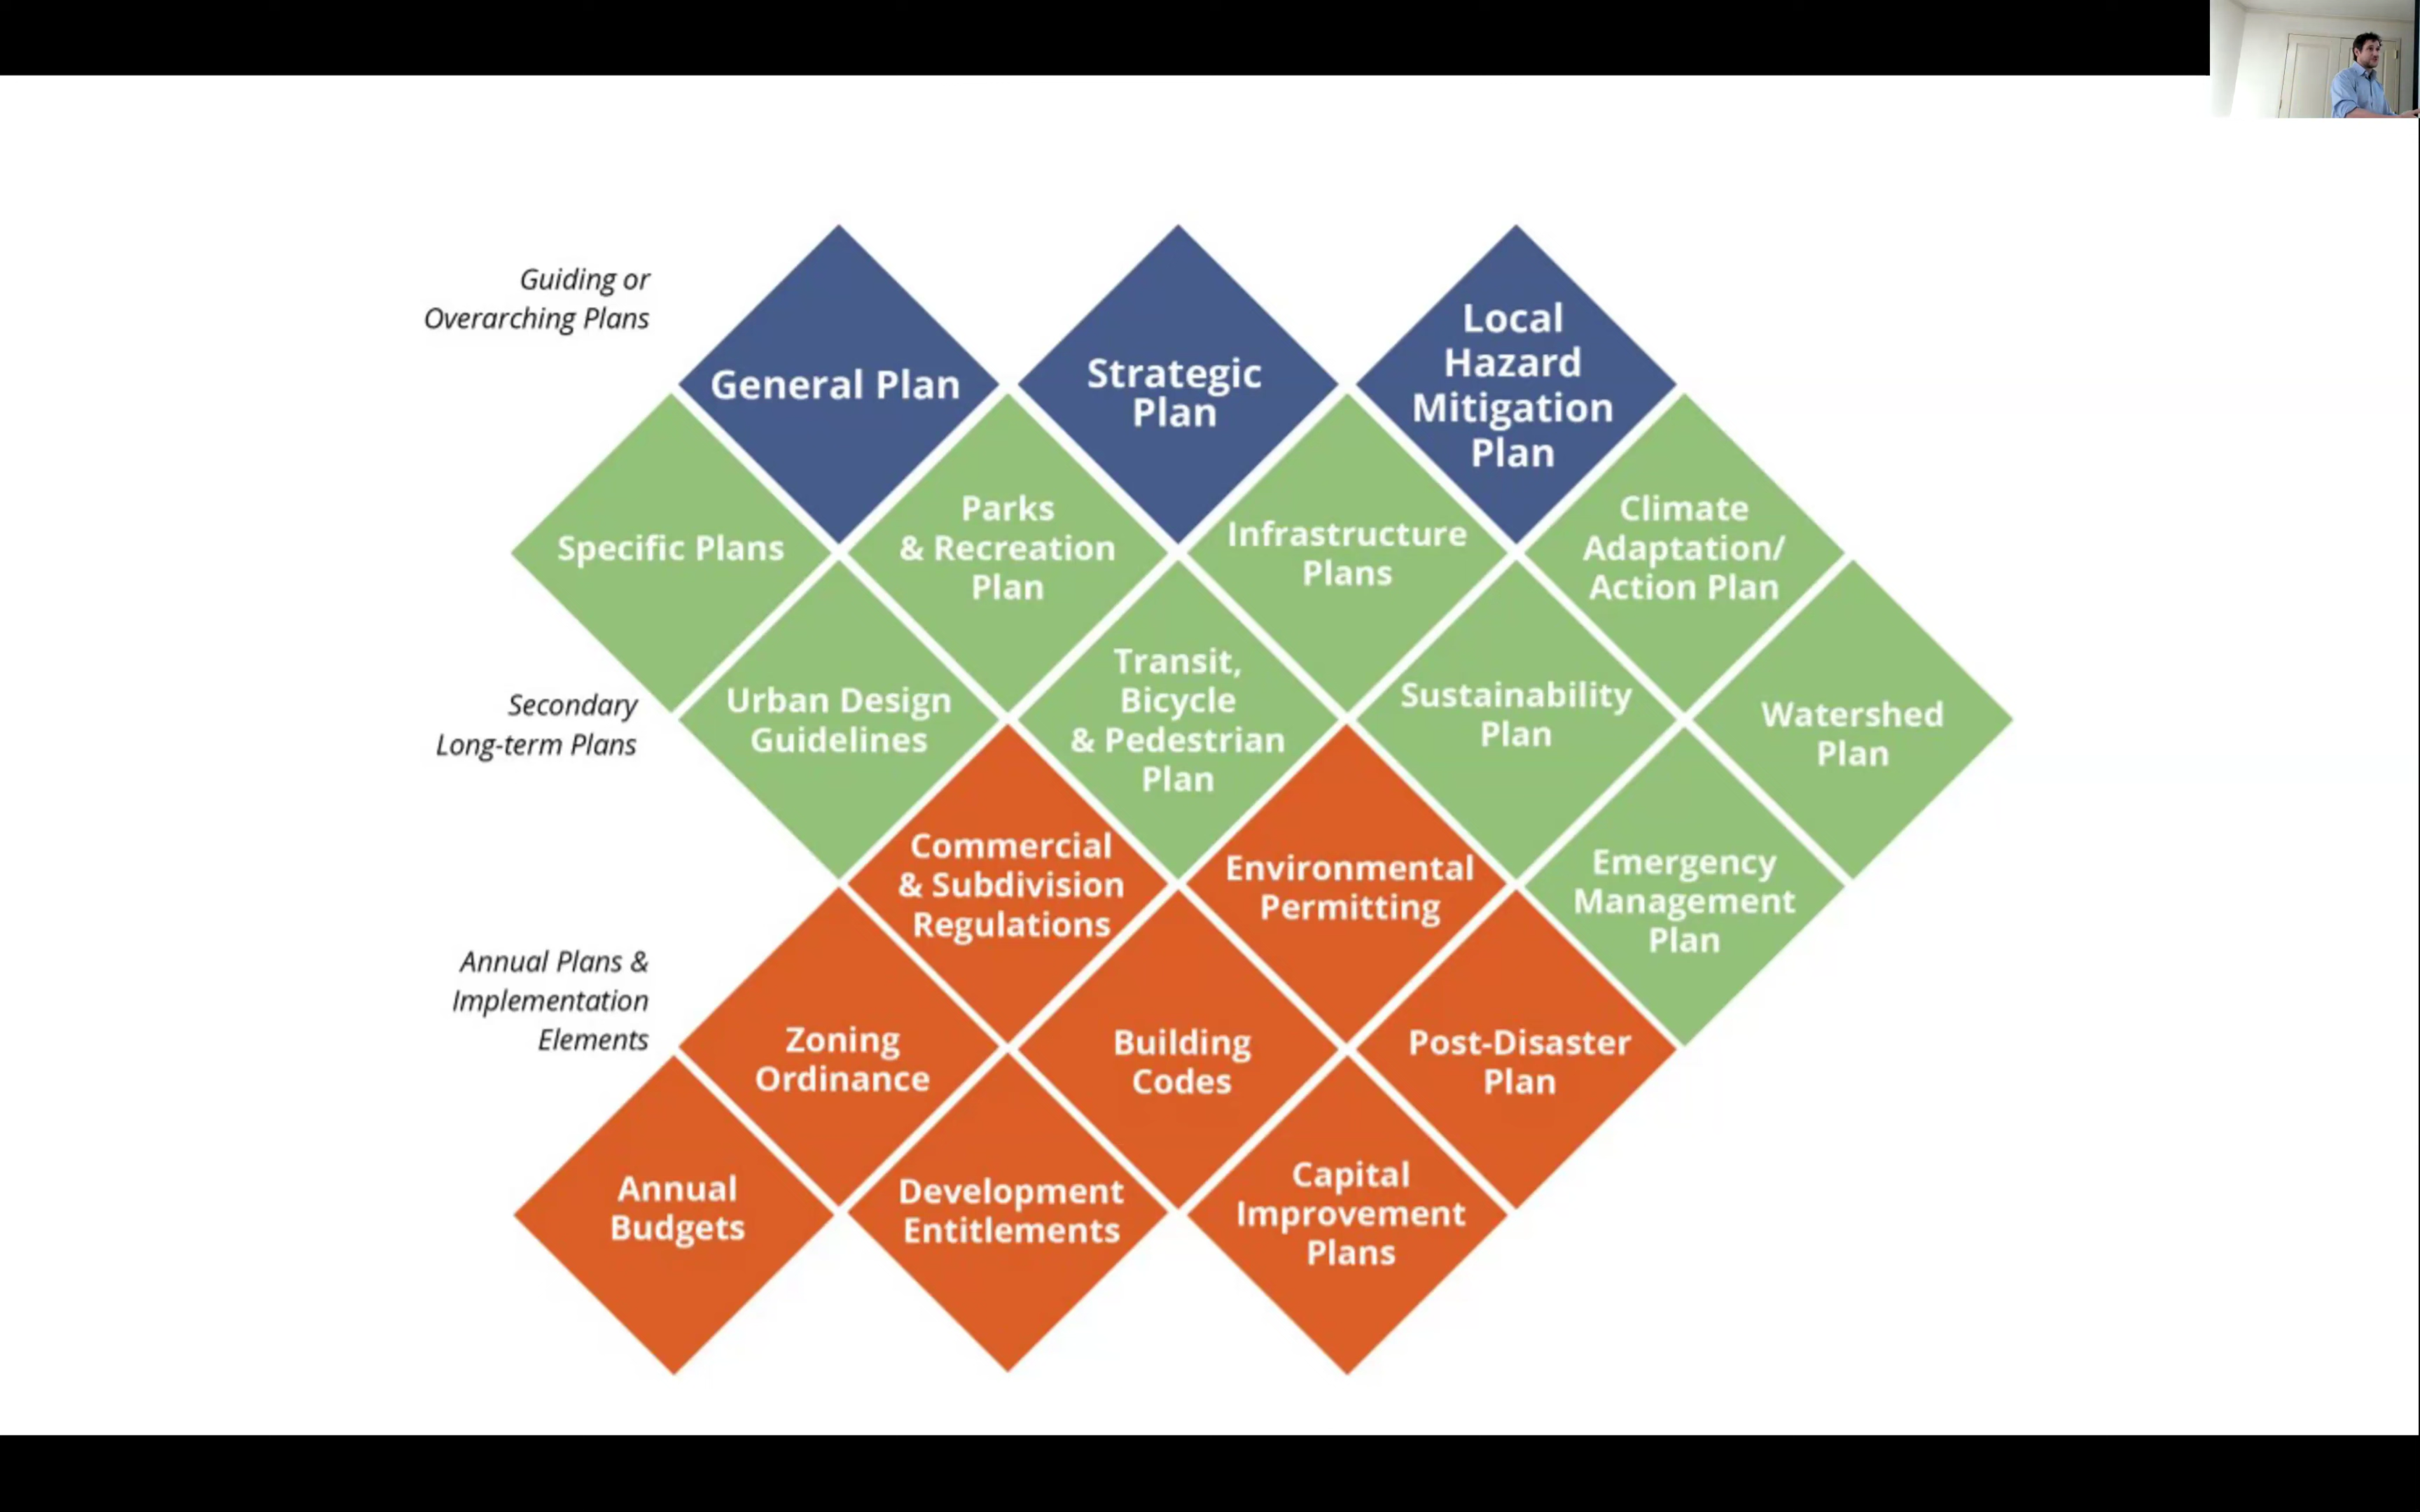 Guiding or
Overarching Plans
General Plan
Strategic
Plan
Local
Hazard
Mitigation
Plan
Specific Plans
Parks
& Recreation
Plan
Infrastructure
Plans
Climate
Adaptation/
Action Plan
Secondary
Long-term Plans
Urban Design
Guidelines
Transit,
Bicycle
& Pedestrian
Plan
Sustainability
Plan
Watershed
Plan
Commercial
& Subdivision
Regulations
Environmental
Permitting
Emergency
Management
Plan
Annual Plans &
Implementation
Elements
Zoning
Ordinance
Building
Codes
Post-Disaster
Plan
Annual
Budgets
Development
Entitlements
Capital
Improvement
Plans